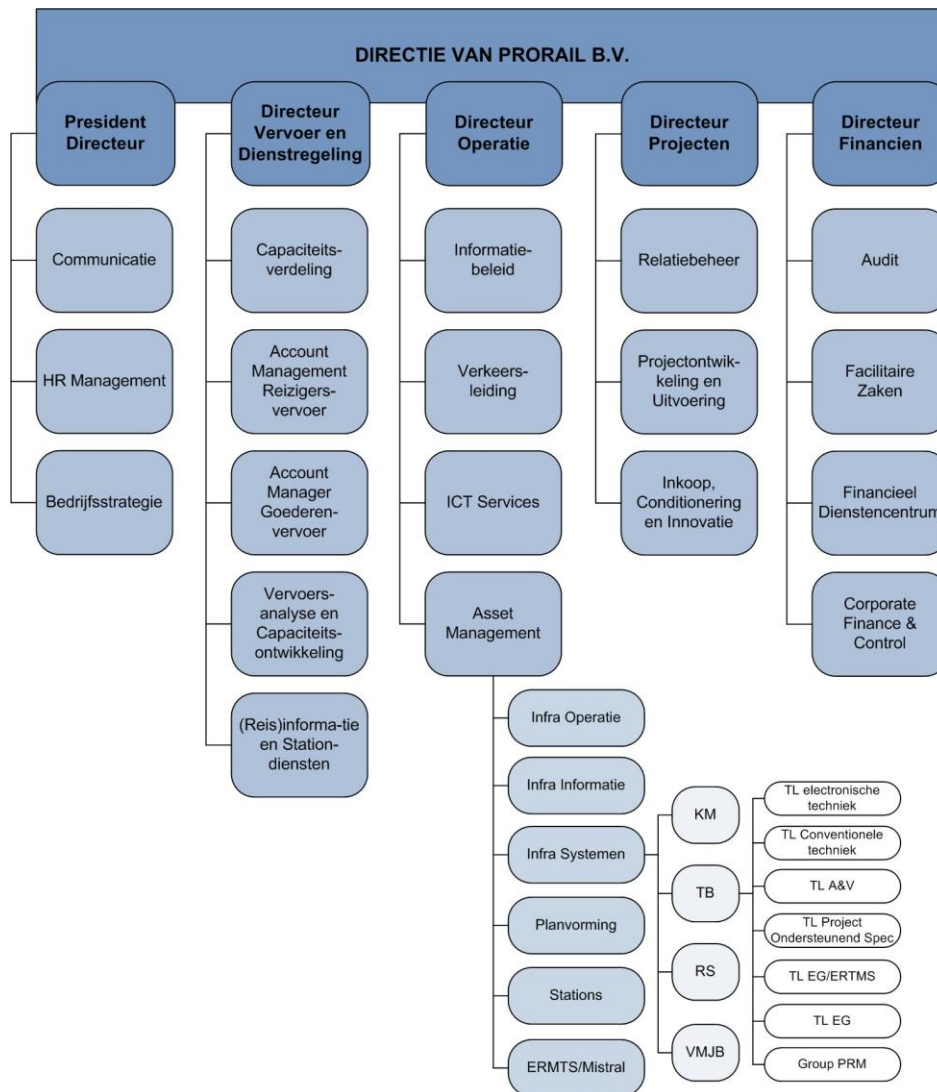 DIRECTIE VAN PRORAIL B.V.
President
Directeur
Communicatie
HR Management
Bedrijfsstrategie
Directeur
Vervoer en
Dienstregeling
Capaciteits-
verdeling
Account
Management
Reizigers-
vervoer
Account
Manager
Goederen-
vervoer
Vervoers-
analyse en
Capaciteits-
ontwikkeling
(Reis)informa-tie
en Station-
diensten
Directeur
Operatie
Informatie-
beleid
Verkeers-
leiding
ICT Services
Asset
Management
Infra Operatie
Infra Informatie
Infra Systemen
Planvorming
Stations
ERMTS/Mistral
KM
TB
RS
VMJB
TL electronische
techniek
TL Conventionele
techniek
TL A&V
TL Project
Ondersteunend Spec
TL EG/ERTMS
TL EG
Group PRM
Directeur
Projecten
Relatiebeheer
Projectontwik-
keling en
Uitvoering
Inkoop,
Conditionering
en Innovatie
Directeur
Financien
Audit
Facilitaire
Zaken
Financieel
Dienstencentrum
Corporate
Finance &
Control